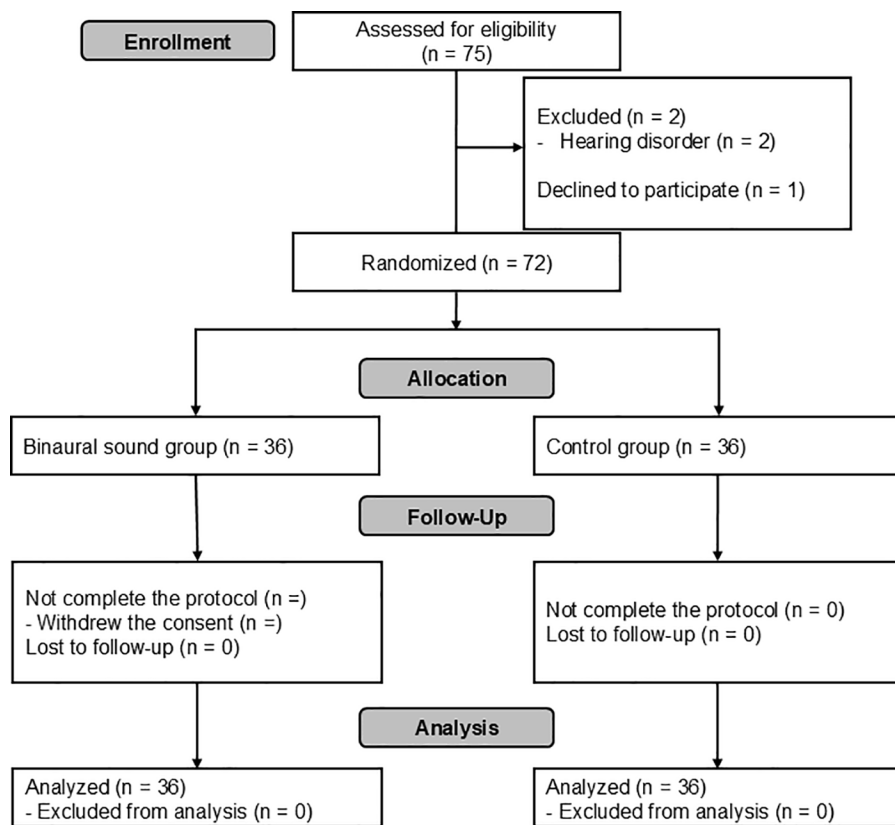 Enrollment
Assessed for eligibility
(n = 75)
Excluded (n = 2)
- Hearing disorder (n = 2)
Declined to participate (n = 1)
Randomized (n = 72)
Allocation
Binaural sound group (n = 36)
Control group (n = 36)
Follow-Up
Not complete the protocol (n =)
- Withdrew the consent (n =)
Lost to follow-up (n = 0)
Not complete the protocol (n = 0)
Lost to follow-up (n = 0)
Analysis
Analyzed (n = 36)
- Excluded from analysis (n = 0)
Analyzed (n = 36)
- Excluded from analysis (n = 0)